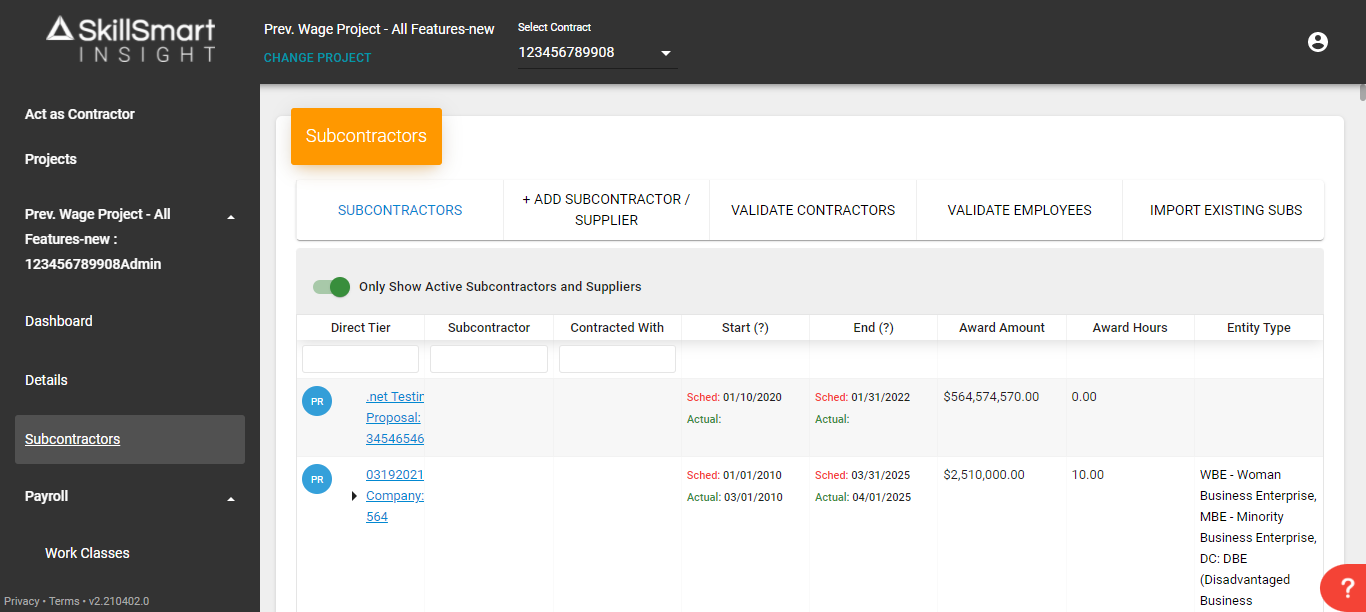 SkillSmart
INSIGHT
Prev. Wage Project - All Features-new
CHANGE PROJECT
Select Contract
123456789908
Act as Contractor
Projects
Prev. Wage Project - All
Features-new :
123456789908Admin
Dashboard
Details
Subcontractors
Payroll
Work Classes
Privacy • Terms • v2.210402.0
Subcontractors
SUBCONTRACTORS
+ ADD SUBCONTRACTOR /
SUPPLIER
VALIDATE CONTRACTORS
VALIDATE EMPLOYEES
IMPORT EXISTING SUBS
Only Show Active Subcontractors and Suppliers
Direct Tier Subcontractor Contracted With Start (?) End (?) Award Amount Award Hours Entity Type
PR .net Testin Sched: 01/10/2020 Sched: 01/31/2022 $564,574,570.00 0.00
Proposal: Actual: Actual:
34546546
PR 03192021 Sched: 01/01/2010 Sched: 03/31/2025 $2,510,000.00 10.00 WBE - Woman
Company: Actual: 03/01/2010 Actual: 04/01/2025 Business Enterprise,
564 MBE - Minority
Business Enterprise,
DC: DBE
(Disadvantaged
Business
?